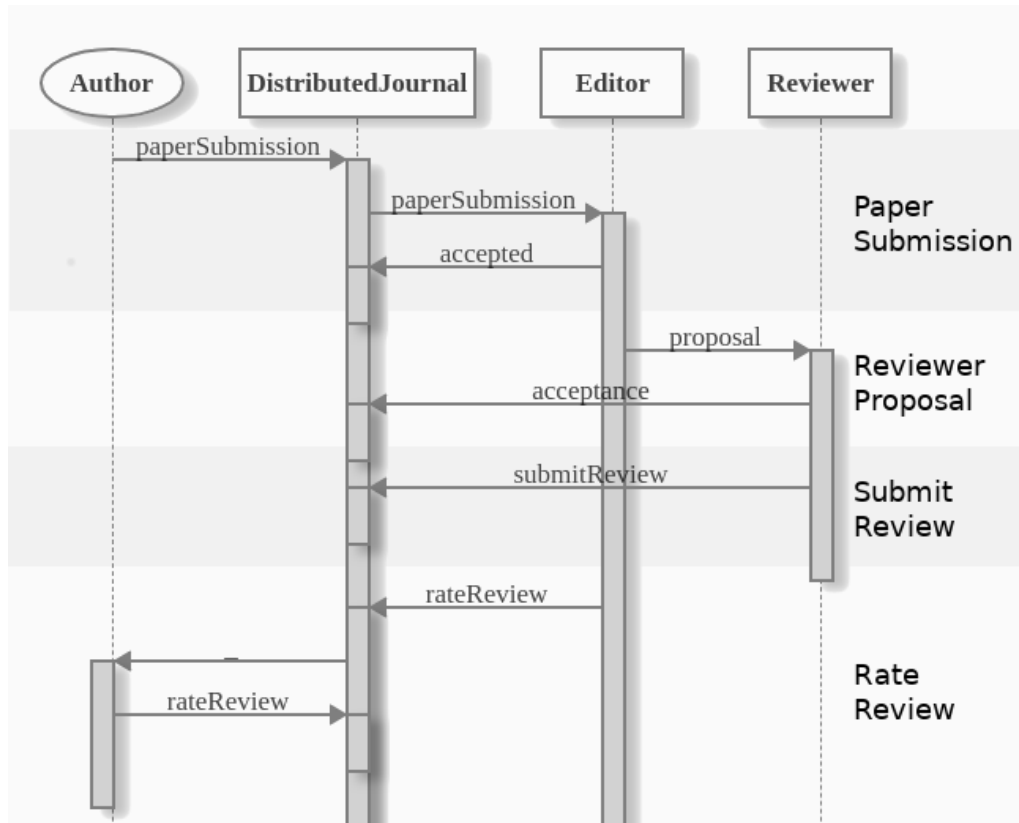 Author
DistributedJournal
Editor
Reviewer
paperSubmission
paperSubmission
accepted
Paper
Submission
proposal
acceptance
Reviewer
Proposal
submitReview
Submit
Review
rateReview
_
rateReview
Rate
Review